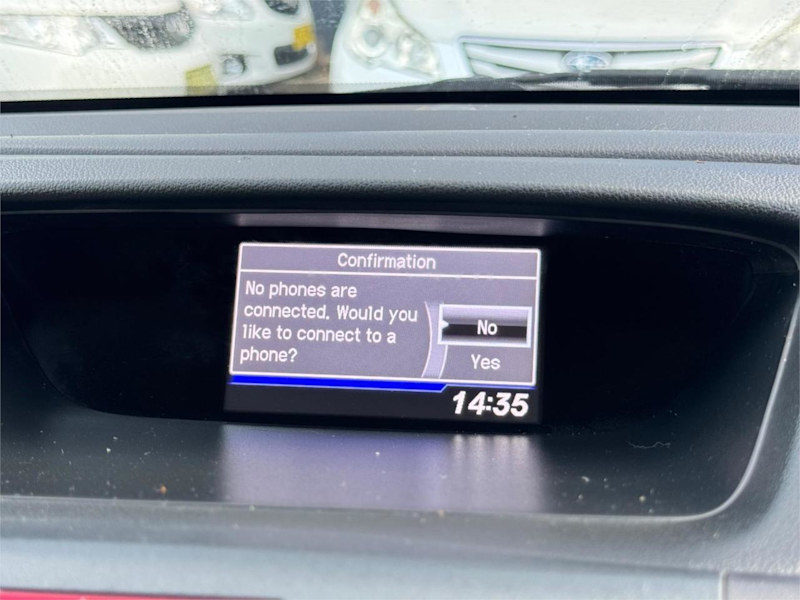 Confirmation
No phones are
connected. Would you
like to connect to a
phone?
No
Yes
14:35